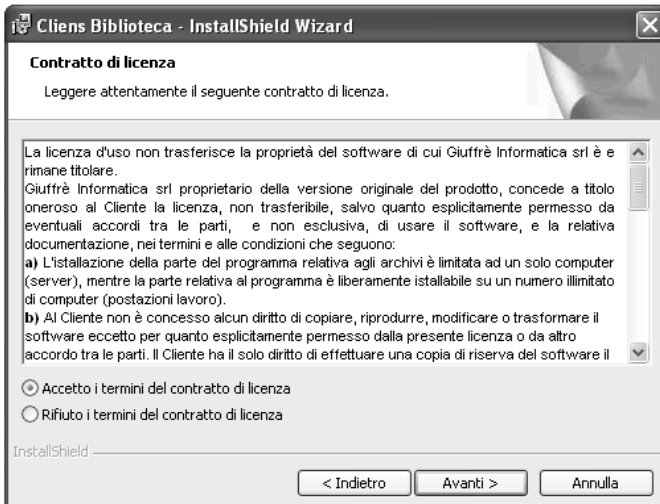 Cliens Biblioteca - InstallShield Wizard
Contratto di licenza
Leggere attentamente il seguente contratto di licenza.
La licenza d'uso non trasferisce la proprietà del software di cui Giuffrè Informatica srl è e
rimane titolare.
Giuffrè Informatica srl proprietario della versione originale del prodotto, concede a titolo
oneroso al Cliente la licenza, non trasferibile, salvo quanto esplicitamente permesso da
eventuali accordi tra le parti, e non esclusiva, di usare il software, e la relativa
documentazione, nei termini e alle condizioni che seguono:
a) L'istallazione della parte del programma relativa agli archivi è limitata ad un solo computer
(server), mentre la parte relativa al programma è liberamente istallabile su un numero illimitato
di computer (postazioni lavoro).
b) Al Cliente non è concesso alcun diritto di copiare, riprodurre, modificare o trasformare il
software eccetto per quanto esplicitamente permesso dalla presente licenza o da altro
accordo tra le parti. Il Cliente ha il solo diritto di effettuare una copia di riserva del software il
Accetto i termini del contratto di licenza
Rifiuto i termini del contratto di licenza
InstallShield
< Indietro
Avanti >
Annulla